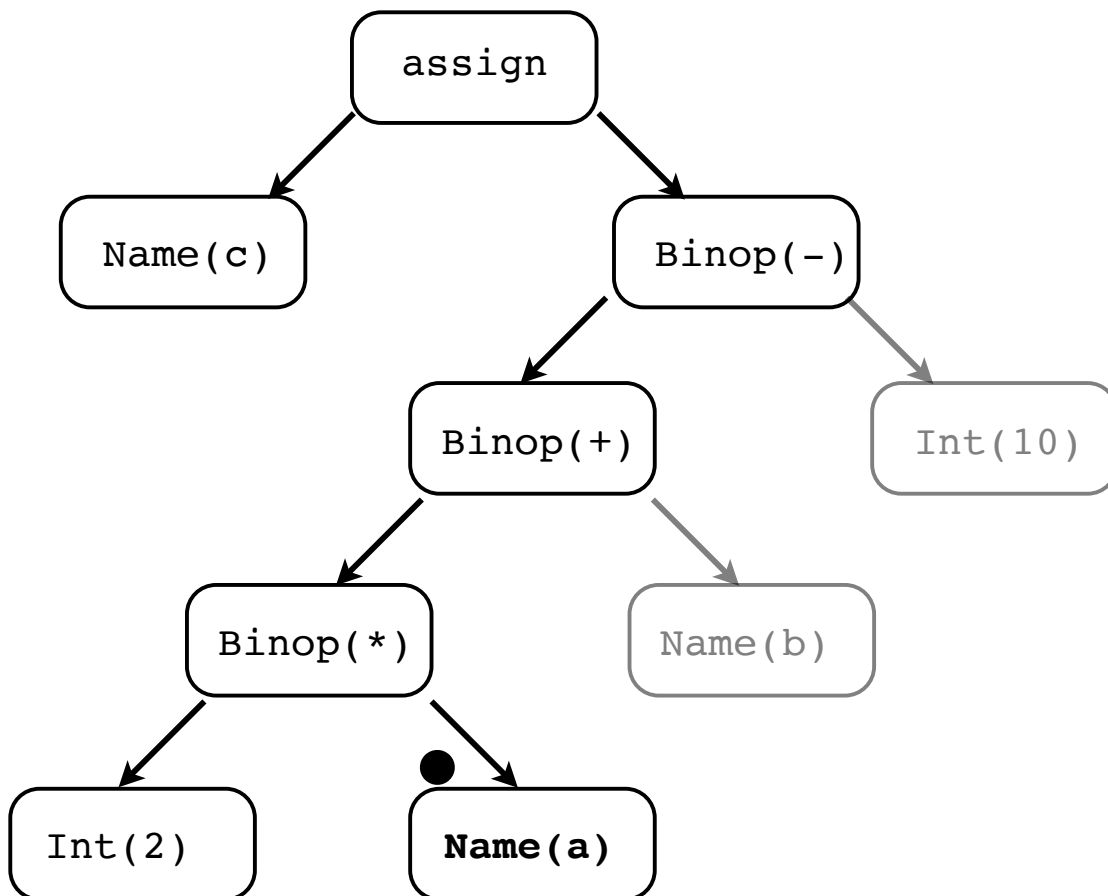 assign
Name(c)
Binop(-)
Binop(+)
Int(10)
Binop(*)
Name(b)
Int(2)
Name(a)